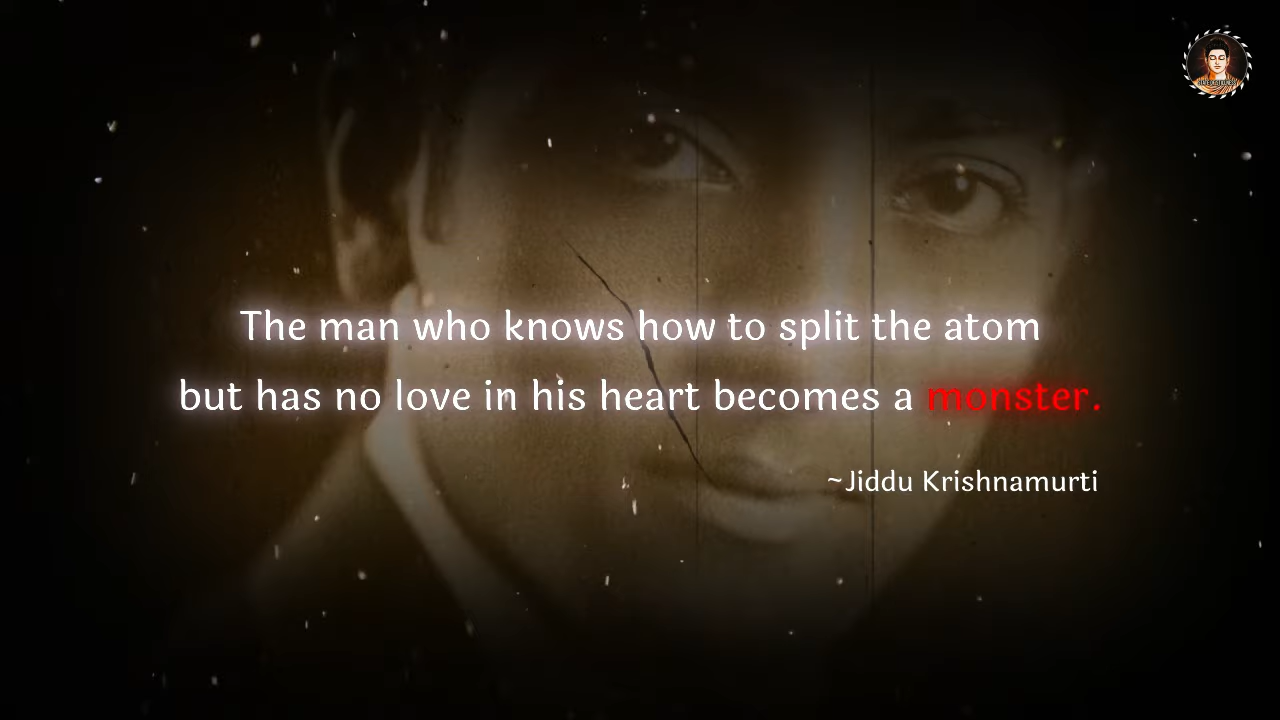 The man who knows how to split the atom
but has no love in his heart becomes a monster.
~Jiddu Krishnamurti